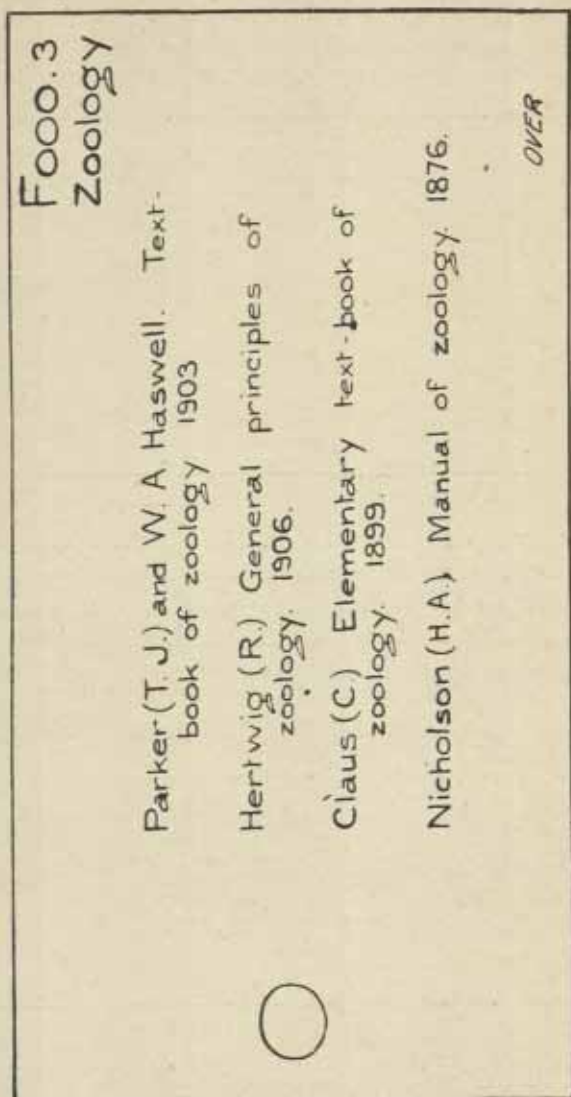 F000.3
Zoology
Parker (T. J.) and W. A Haswell. Text-
book of zoology 1903
Hertwig (R.) General principles of
zoology. 1906.
Claus (C.) Elementary text-book of
zoology. 1899.
Nicholson (H.A.) Manual of zoology 1876.
OVER